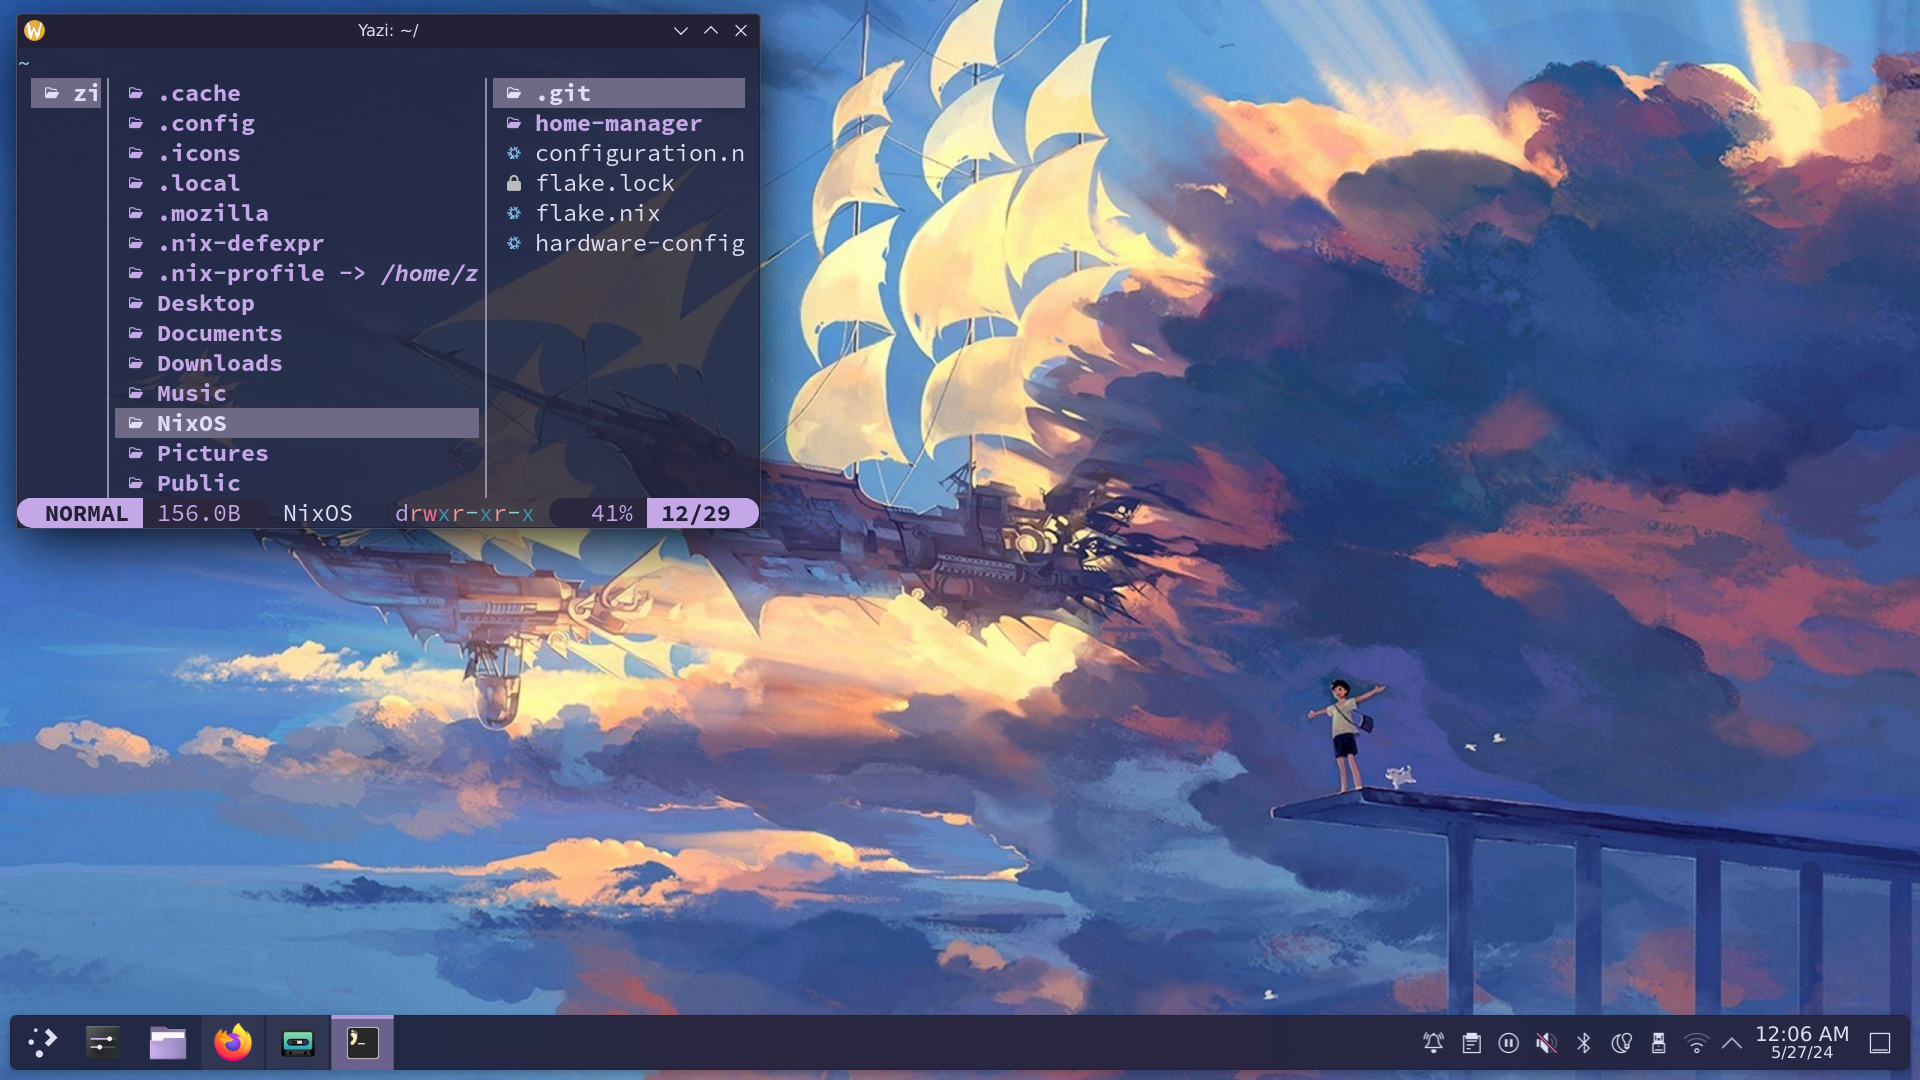 Yazi: ~/
~
zi
.cache
.config
.icons
.local
.mozilla
.nix-defexpr
.nix-profile -> /home/z
Desktop
Documents
Downloads
Music
NixOS
Pictures
Public
.git
home-manager
configuration.n
flake.lock
flake.nix
hardware-config
NORMAL 156.0B NixOS drwxr-xr-x 41% 12/29
12:06 AM
5/27/24